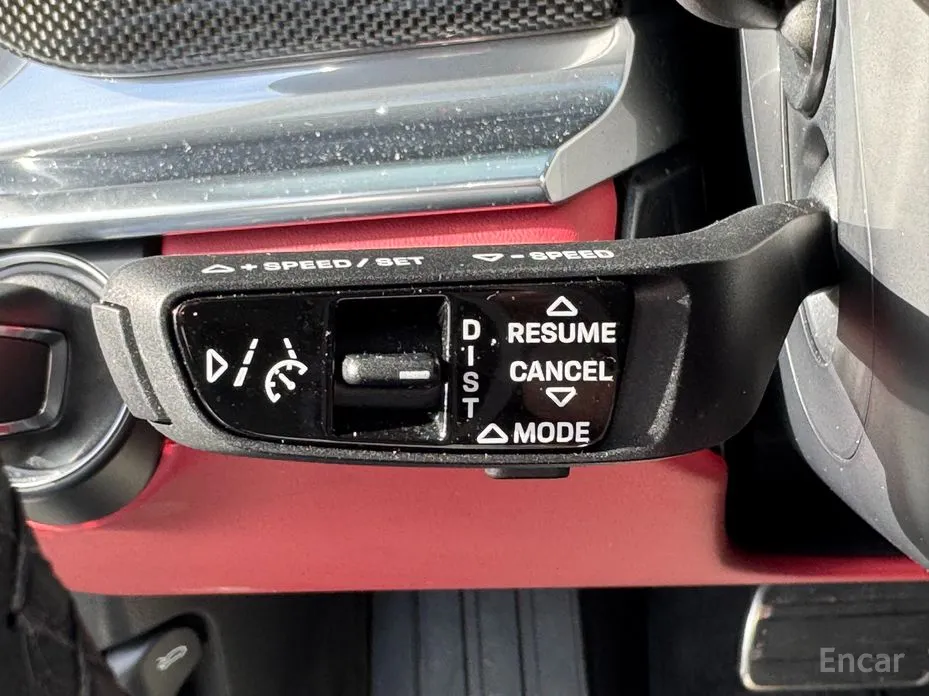 △ + SPEED / SET
▽ - SPEED
DIST
△
RESUME
CANCEL
▽
△ MODE
Encar